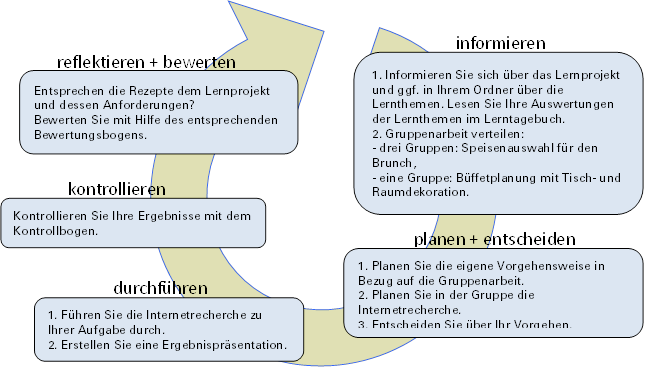 informieren
1. Informieren Sie sich über das Lernprojekt
und ggf. in Ihrem Ordner über die
Lernthemen. Lesen Sie Ihre Auswertungen
der Lernthemen im Lerntagebuch.
2. Gruppenarbeit verteilen:
- drei Gruppen: Speisenauswahl für den
Brunch,
- eine Gruppe: Büffetplanung mit Tisch- und
Raumdekoration.
planen + entscheiden
1. Planen Sie die eigene Vorgehensweise in
Bezug auf die Gruppenarbeit.
2. Planen Sie in der Gruppe die
Internetrecherche.
3. Entscheiden Sie über Ihr Vorgehen.
durchführen
1. Führen Sie die Internetrecherche zu
Ihrer Aufgabe durch.
2. Erstellen Sie eine Ergebnispräsentation.
kontrollieren
Kontrollieren Sie Ihre Ergebnisse mit dem
Kontrollbogen.
reflektieren + bewerten
Entsprechen die Rezepte dem Lernprojekt
und dessen Anforderungen?
Bewerten Sie mit Hilfe des entsprechenden
Bewertungsbogens.